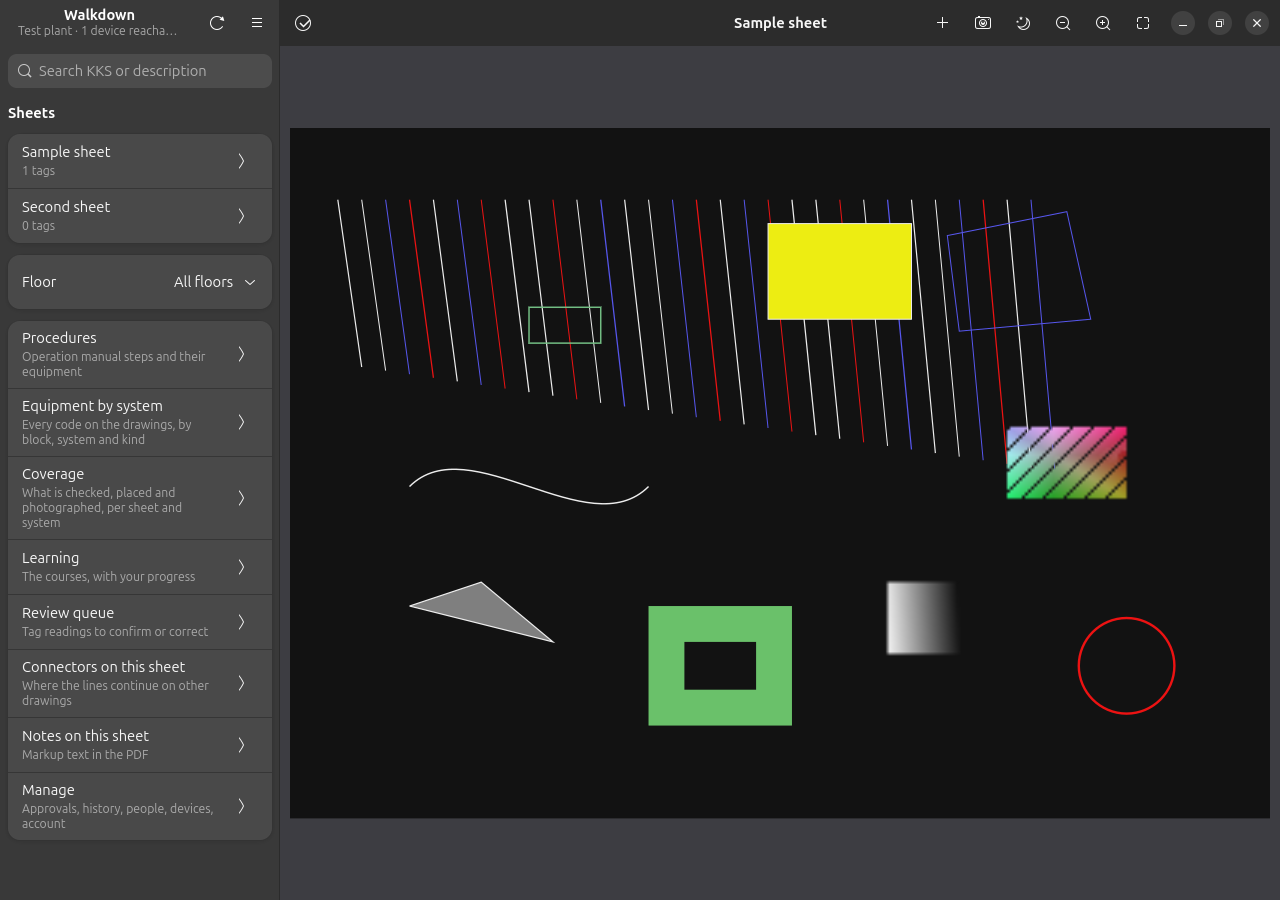 Walkdown
Test plant · 1 device reacha…
Sample sheet
Search KKS or description
Sheets
Sample sheet
1 tags
Second sheet
0 tags
Floor
All floors
Procedures
Operation manual steps and their
equipment
Equipment by system
Every code on the drawings, by
block, system and kind
Coverage
What is checked, placed and
photographed, per sheet and
system
Learning
The courses, with your progress
Review queue
Tag readings to confirm or correct
Connectors on this sheet
Where the lines continue on other
drawings
Notes on this sheet
Markup text in the PDF
Manage
Approvals, history, people, devices,
account